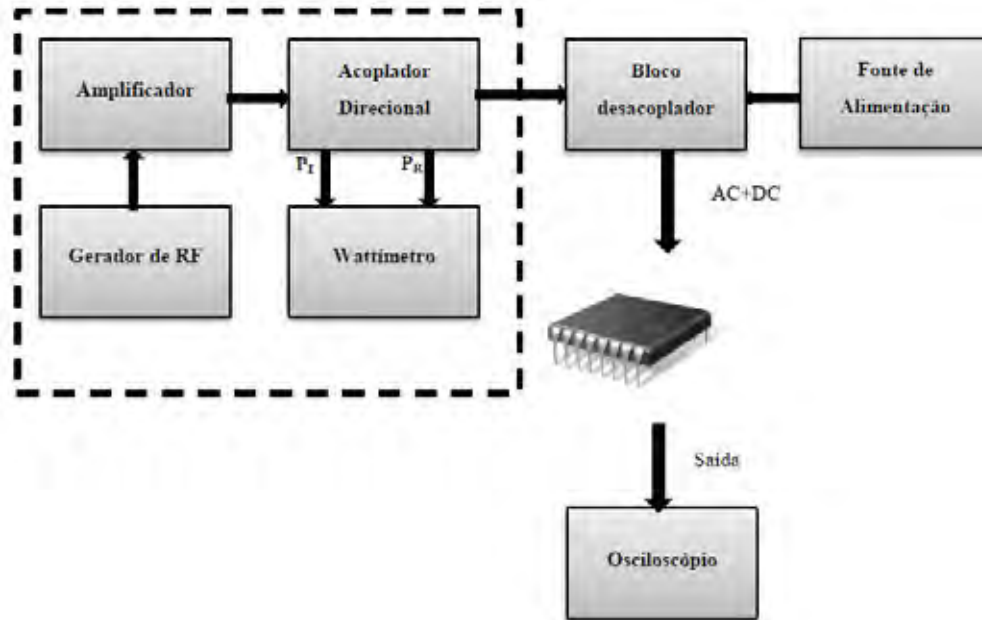 Amplificador
Acoplador
Direcional
Bloco
desacoplador
Fonte de
Alimentação
PI
PR
AC+DC
Gerador de RF
Wattímetro
Saída
Osciloscópio